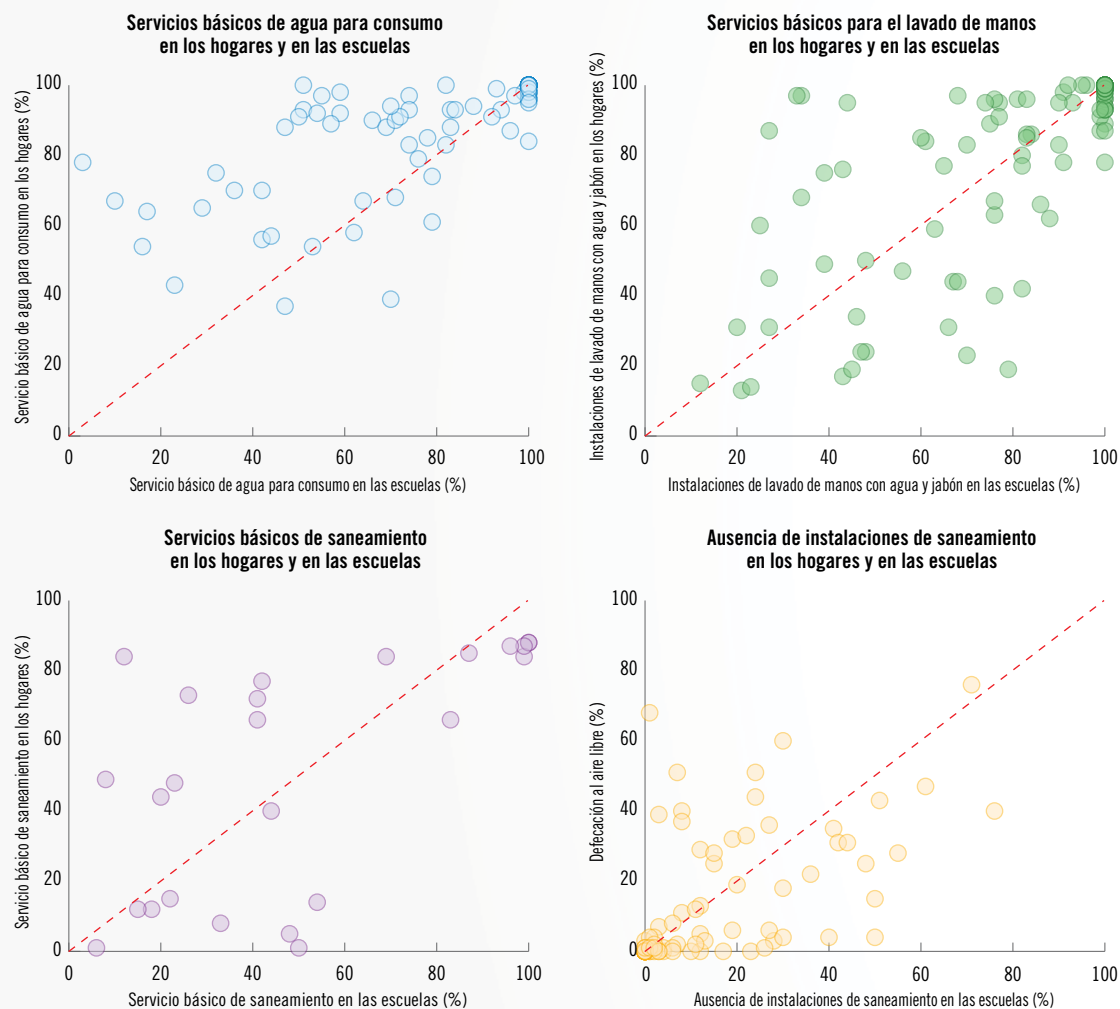 Servicios básicos de agua para consumo
en los hogares y en las escuelas
Servicio básico de agua para consumo en los hogares (%)
100
80
60
40
20
0
0 20 40 60 80 100
Servicio básico de agua para consumo en las escuelas (%)
Servicios básicos para el lavado de manos
en los hogares y en las escuelas
Instalaciones de lavado de manos con agua y jabón en los hogares (%)
100
80
60
40
20
0
0 20 40 60 80 100
Instalaciones de lavado de manos con agua y jabón en las escuelas (%)
Servicios básicos de saneamiento
en los hogares y en las escuelas
Servicio básico de saneamiento en los hogares (%)
100
80
60
40
20
0
0 20 40 60 80 100
Servicio básico de saneamiento en las escuelas (%)
Ausencia de instalaciones de saneamiento
en los hogares y en las escuelas
Defecación al aire libre (%)
100
80
60
40
20
0
0 20 40 60 80 100
Ausencia de instalaciones de saneamiento en las escuelas (%)